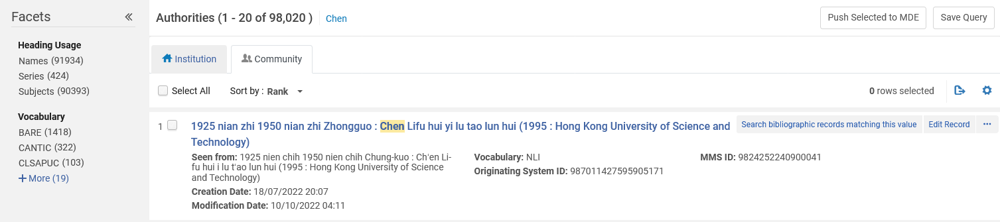 Facets
Heading Usage
Names (91934)
Series (424)
Subjects (90393)
Vocabulary
BARE (1418)
CANTIC (322)
CLSAPUC (103)
More (19)
Authorities (1 - 20 of 98,020 )
Chen
Push Selected to MDE
Save Query
Institution
Community
Select All
Sort by : Rank
0 rows selected
1
1925 nian zhi 1950 nian zhi Zhongguo : Chen Lifu hui yi lu tao lun hui (1995 : Hong Kong University of Science and
Technology)
Search bibliographic records matching this value
Edit Record
Seen from: 1925 nien chih 1950 nien chih Chung-kuo : Chʻen Li-
fu hui i lu tʻao lun hui (1995 : Hong Kong University of Science
and Technology)
Creation Date: 18/07/2022 20:07
Modification Date: 10/10/2022 04:11
Vocabulary: NLI
Originating System ID: 987011427595905171
MMS ID: 9824252240900041